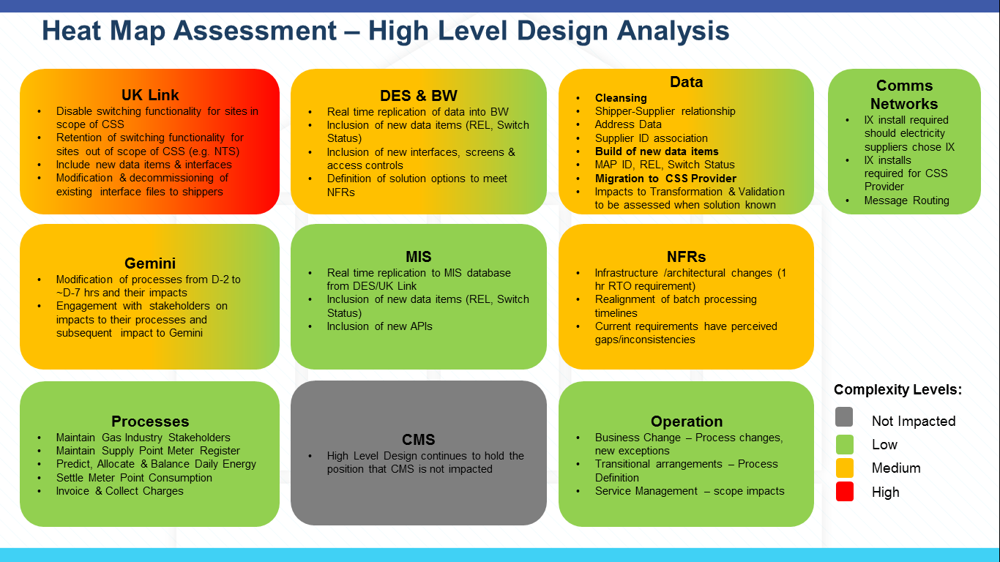 Heat Map Assessment – High Level Design Analysis
UK Link
• Disable switching functionality for sites in
scope of CSS
• Retention of switching functionality for
sites out of scope of CSS (e.g. NTS)
• Include new data items & interfaces
• Modification & decommissioning of
existing interface files to shippers
DES & BW
• Real time replication of data into BW
• Inclusion of new data items (REL, Switch
Status)
• Inclusion of new interfaces, screens &
access controls
• Definition of solution options to meet
NFRs
Data
• Cleansing
• Shipper-Supplier relationship
• Address Data
• Supplier ID association
• Build of new data items
• MAP ID, REL, Switch Status
• Migration to CSS Provider
• Impacts to Transformation & Validation
to be assessed when solution known
Comms
Networks
• IX install required
should electricity
suppliers chose IX
• IX installs
required for CSS
Provider
• Message Routing
Gemini
• Modification of processes from D-2 to
~D-7 hrs and their impacts
• Engagement with stakeholders on
impacts to their processes and
subsequent impact to Gemini
MIS
• Real time replication to MIS database
from DES/UK Link
• Inclusion of new data items (REL, Switch
Status)
• Inclusion of new APIs
NFRs
• Infrastructure /architectural changes (1
hr RTO requirement)
• Realignment of batch processing
timelines
• Current requirements have perceived
gaps/inconsistencies
Processes
• Maintain Gas Industry Stakeholders
• Maintain Supply Point Meter Register
• Predict, Allocate & Balance Daily Energy
• Settle Meter Point Consumption
• Invoice & Collect Charges
CMS
• High Level Design continues to hold the
position that CMS is not impacted
Operation
• Business Change – Process changes,
new exceptions
• Transitional arrangements – Process
Definition
• Service Management – scope impacts
Complexity Levels:
Not Impacted
Low
Medium
High